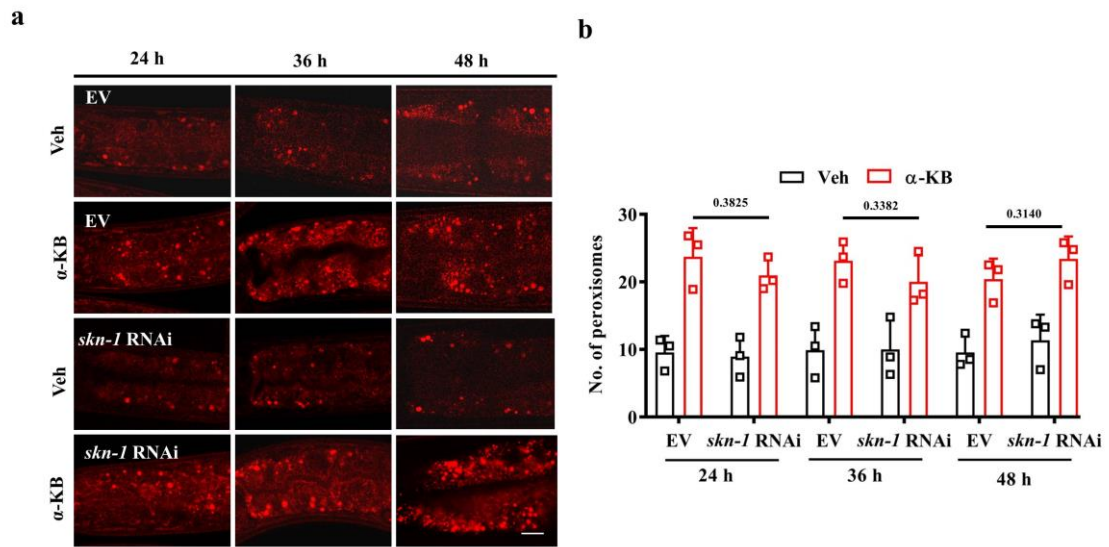 a
24 h 36 h 48 h
EV
Veh
EV
α-KB
skn-1 RNAi
Veh
skn-1 RNAi
α-KB
b
Veh α-KB
0.3825 0.3382 0.3140
No. of peroxisomes
30
20
10
0
EV skn-1 RNAi EV skn-1 RNAi EV skn-1 RNAi
24 h 36 h 48 h